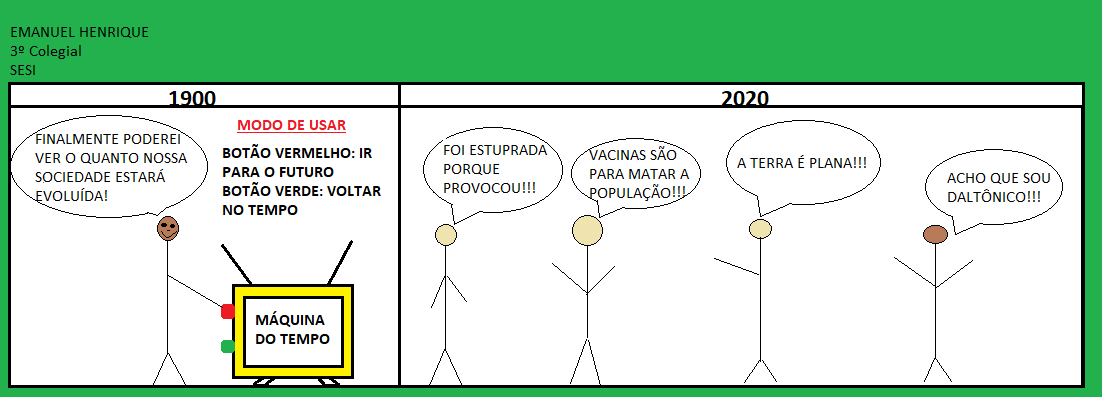 EMANUEL HENRIQUE
3º Colegial
SESI
1900
FINALMENTE PODEREI
VER O QUANTO NOSSA
SOCIEDADE ESTARÁ
EVOLUÍDA!
MODO DE USAR
BOTÃO VERMELHO: IR
PARA O FUTURO
BOTÃO VERDE: VOLTAR
NO TEMPO
MÁQUINA
DO TEMPO
2020
FOI ESTUPRADA
PORQUE
PROVOCOU!!!
VACINAS SÃO
PARA MATAR A
POPULAÇÃO!!!
A TERRA É PLANA!!!
ACHO QUE SOU
DALTÔNICO!!!